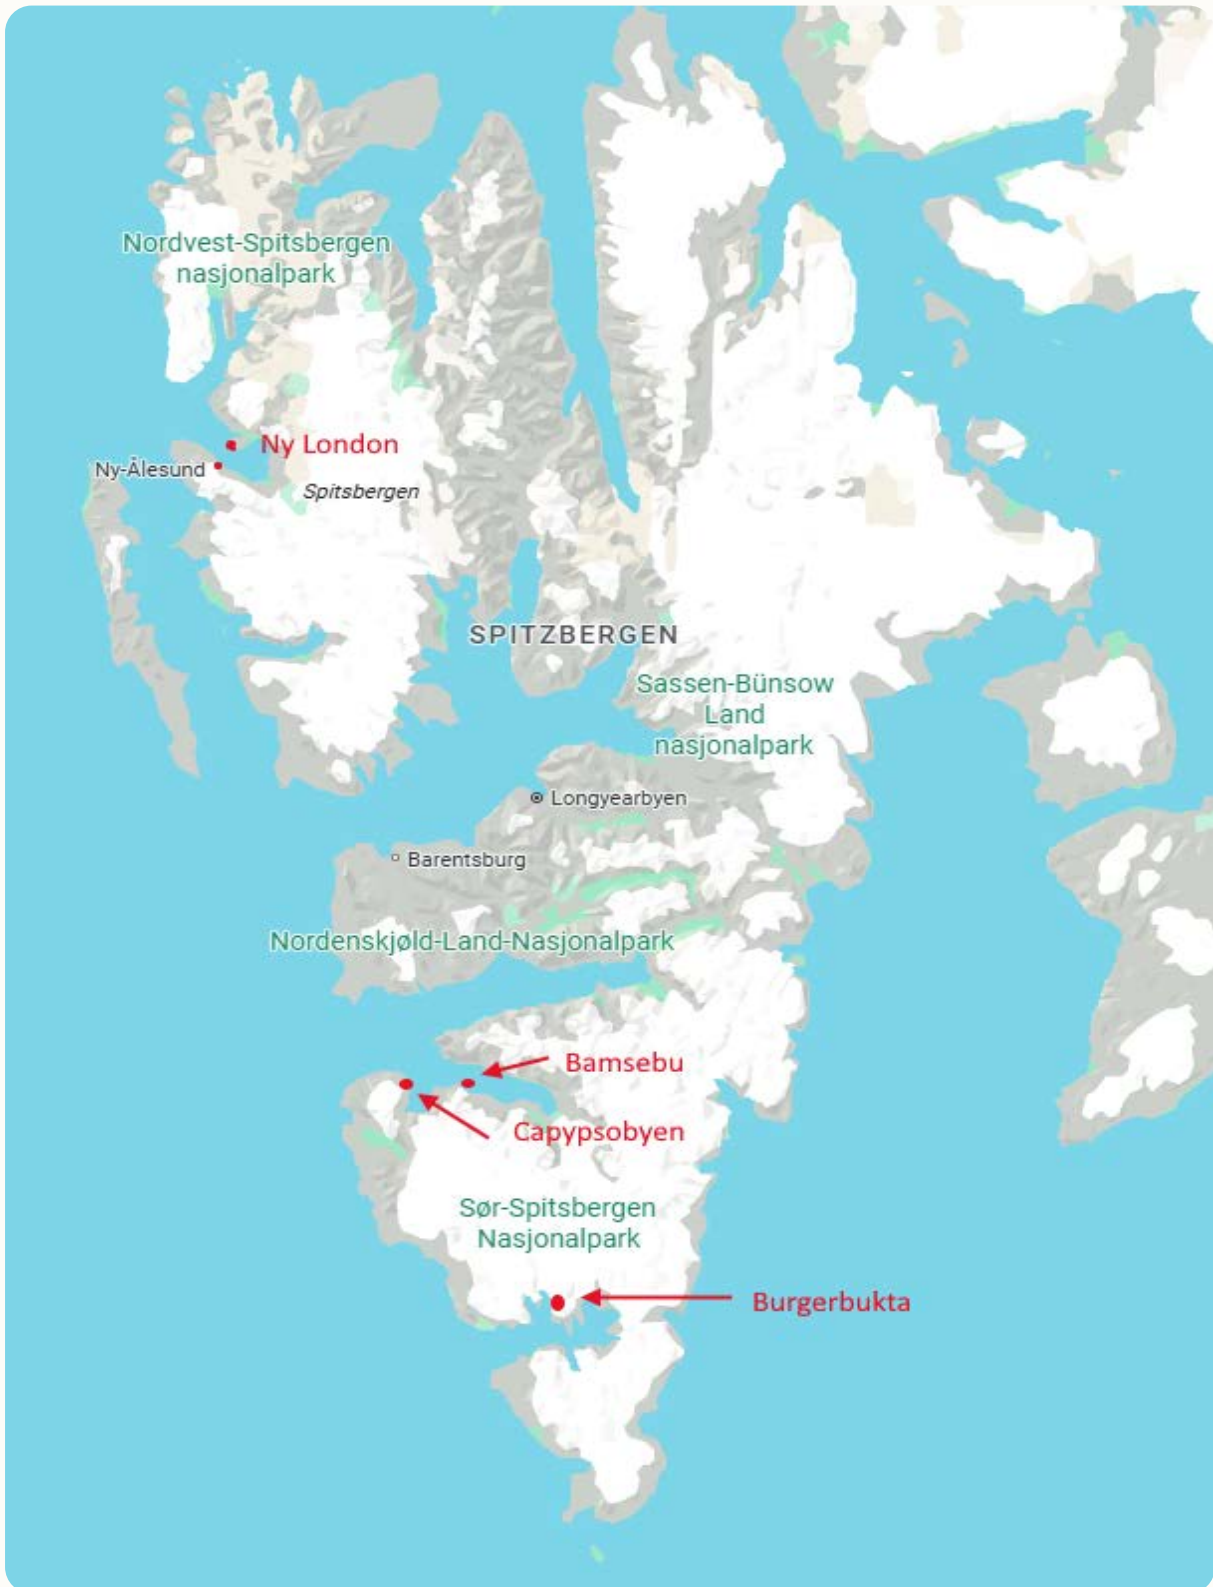 Nordvest-Spitsbergen
nasjonalpark
Ny London
Ny-Ålesund
Spitsbergen
SPITZBERGEN
Sassen-Bünsow
Land
nasjonalpark
Longyearbyen
Barentsburg
Nordenskjøld-Land-Nasjonalpark
Bamsebu
Capypsobyen
Sør-Spitsbergen
Nasjonalpark
Burgerbukta